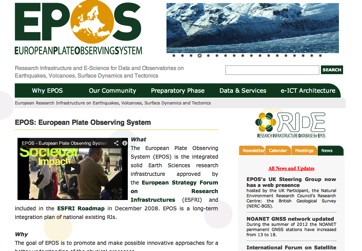 EPOS
EUROPEANPLATEOBSERVINGSYSTEM
Research Infrastructure and E-Science for Data and Observatories on
Earthquakes, Volcanoes, Surface Dynamics and Tectonics
SEARCH
Why EPOS
Our Community
Preparatory Phase
Data & Services
e-ICT Architecture
European Research Infrastructure on Earthquakes, Volcanoes, Surface Dynamics and Tectonics
EPOS: European Plate Observing System
EPOS - European Plate Observing System
Societal
Impact
What
The European Plate
Observing System (EPOS) is the integrated
solid Earth Sciences research
infrastructure approved by
the European Strategy Forum
on Research
Infrastructures (ESFRI) and
included in the ESFRI Roadmap in December 2008. EPOS is a long-term
integration plan of national existing RIs.
Why
The goal of EPOS is to promote and make possible innovative approaches for a
RIDE
RESEARCH INFRASTRUCTURE DATABASE for EPOS
Newsletter
Calendar
Meetings
News
All News and Updates
EPOS's UK Steering Group now
has a web presence
hosted by the UK Participant, the Natural
Environment Research Council's Research
Centre: the British Geological Survey
(NERC-BGS).
NOANET GNSS network updated
During the summer of 2012 the NOANET
permanent GNSS stations have increased
from 13 to 18.
International Forum on Satellite